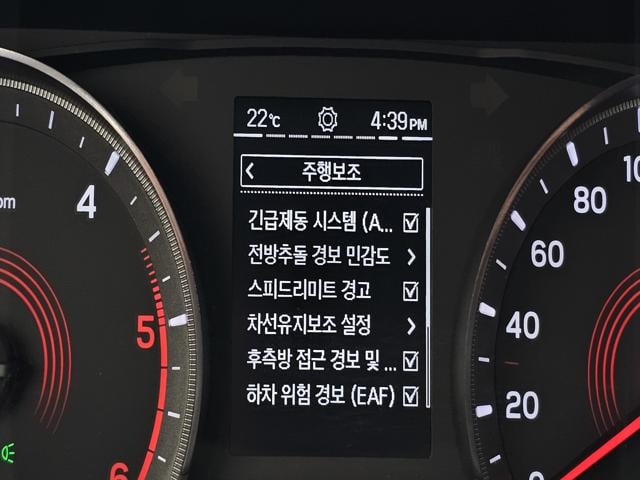 22℃ 4:39PM
< 주행보조
긴급제동 시스템 (A...
전방추돌 경보 민감도 >
스피드리미트 경고
차선유지보조 설정 >
후측방 접근 경보 및 ...
하차 위험 경보 (EAF)
4
5
6
80
60
40
20
0